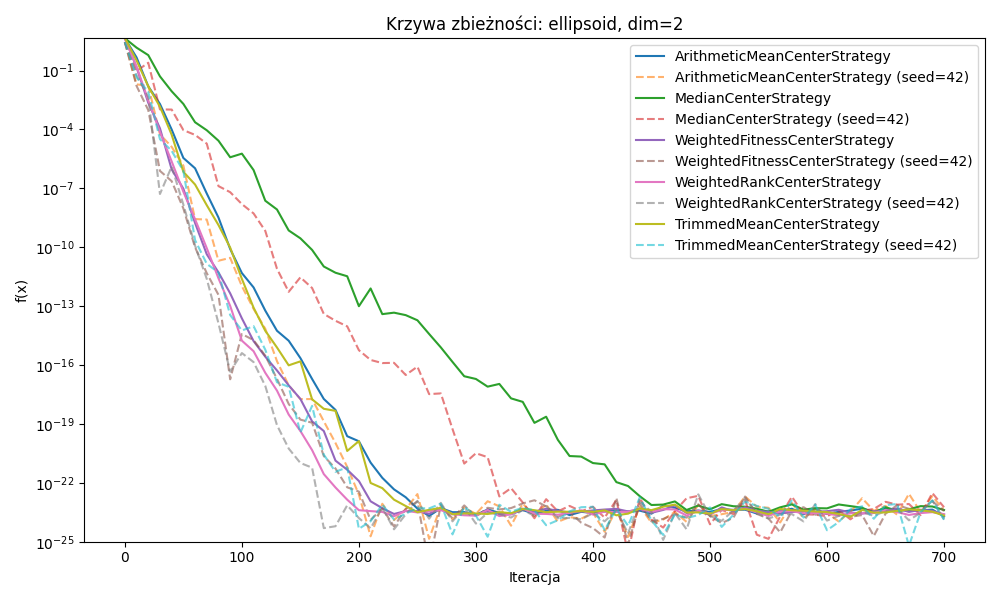 Krzywa zbieżności: ellipsoid, dim=2
f(x)
10⁻¹
10⁻⁴
10⁻⁷
10⁻¹⁰
10⁻¹³
10⁻¹⁶
10⁻¹⁹
10⁻²²
10⁻²⁵
ArithmeticMeanCenterStrategy
ArithmeticMeanCenterStrategy (seed=42)
MedianCenterStrategy
MedianCenterStrategy (seed=42)
WeightedFitnessCenterStrategy
WeightedFitnessCenterStrategy (seed=42)
WeightedRankCenterStrategy
WeightedRankCenterStrategy (seed=42)
TrimmedMeanCenterStrategy
TrimmedMeanCenterStrategy (seed=42)
0 100 200 300 400 500 600 700
Iteracja